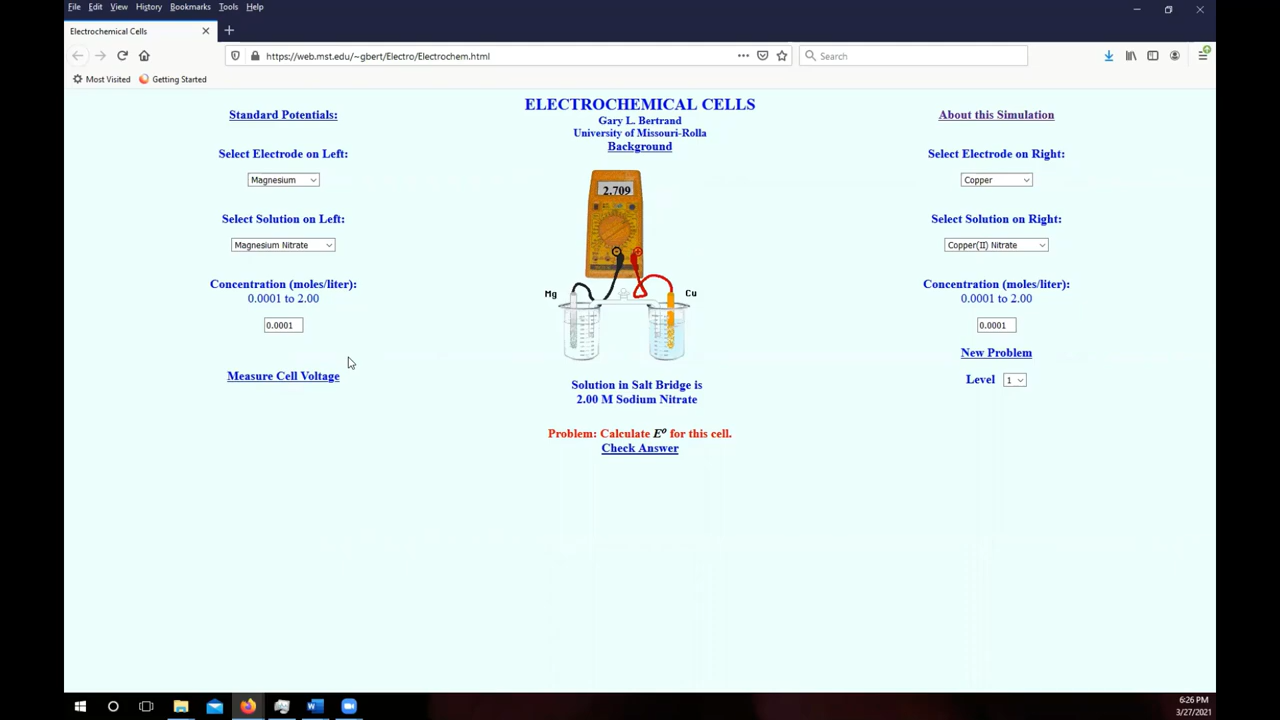 File Edit View History Bookmarks Tools Help
Electrochemical Cells
https://web.mst.edu/~gbert/Electro/Electrochem.html
Search
Most Visited Getting Started
ELECTROCHEMICAL CELLS
Gary L. Bertrand
University of Missouri-Rolla
Background
Standard Potentials:
Select Electrode on Left:
Magnesium
Select Solution on Left:
Magnesium Nitrate
Concentration (moles/liter):
0.0001 to 2.00
0.0001
Measure Cell Voltage
2.709
Mg Cu
Solution in Salt Bridge is
2.00 M Sodium Nitrate
Problem: Calculate E° for this cell.
Check Answer
About this Simulation
Select Electrode on Right:
Copper
Select Solution on Right:
Copper(II) Nitrate
Concentration (moles/liter):
0.0001 to 2.00
0.0001
New Problem
Level 1
6:26 PM
3/27/2021